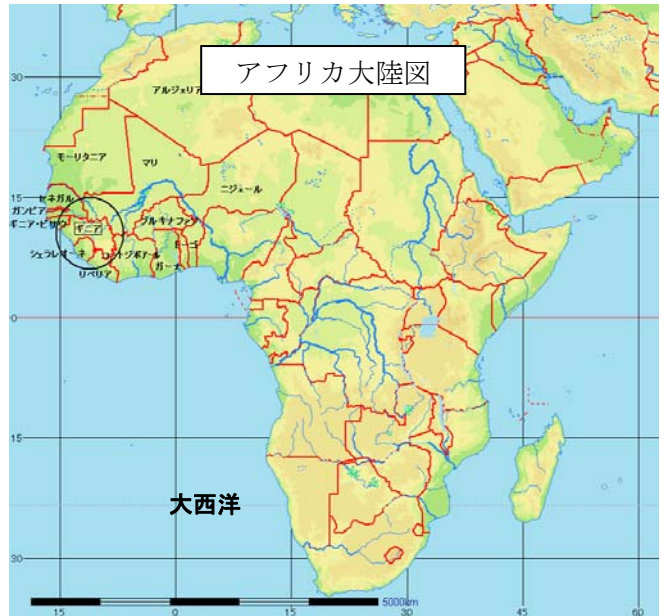 アフリカ大陸図
30
アルジェリア
モーリタニア
マリ
ニジェール
15
セネガル
ガンビア
ギニア・ビサウ
ギニア
ブルキナファソ
シェラレオーネ
コートジボアール
トーゴ
ガーナ
リベリア
0
15
大西洋
30
5000km
15
0
15
30
45
60